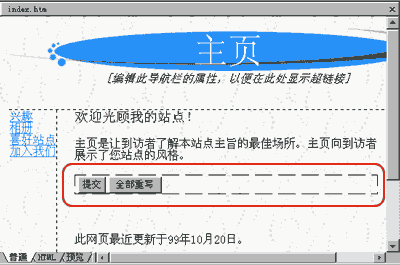 index.htm
主页
[编辑此导航栏的属性，以便在此处显示超链接]
兴趣
相册
喜好站点
加入我们
欢迎光顾我的站点！
主页是让到访者了解本站点主旨的最佳场所。主页向到访者
展示了您站点的风格。
提交 全部重写
此网页最近更新于99年10月20日。
普通 HTML 预览